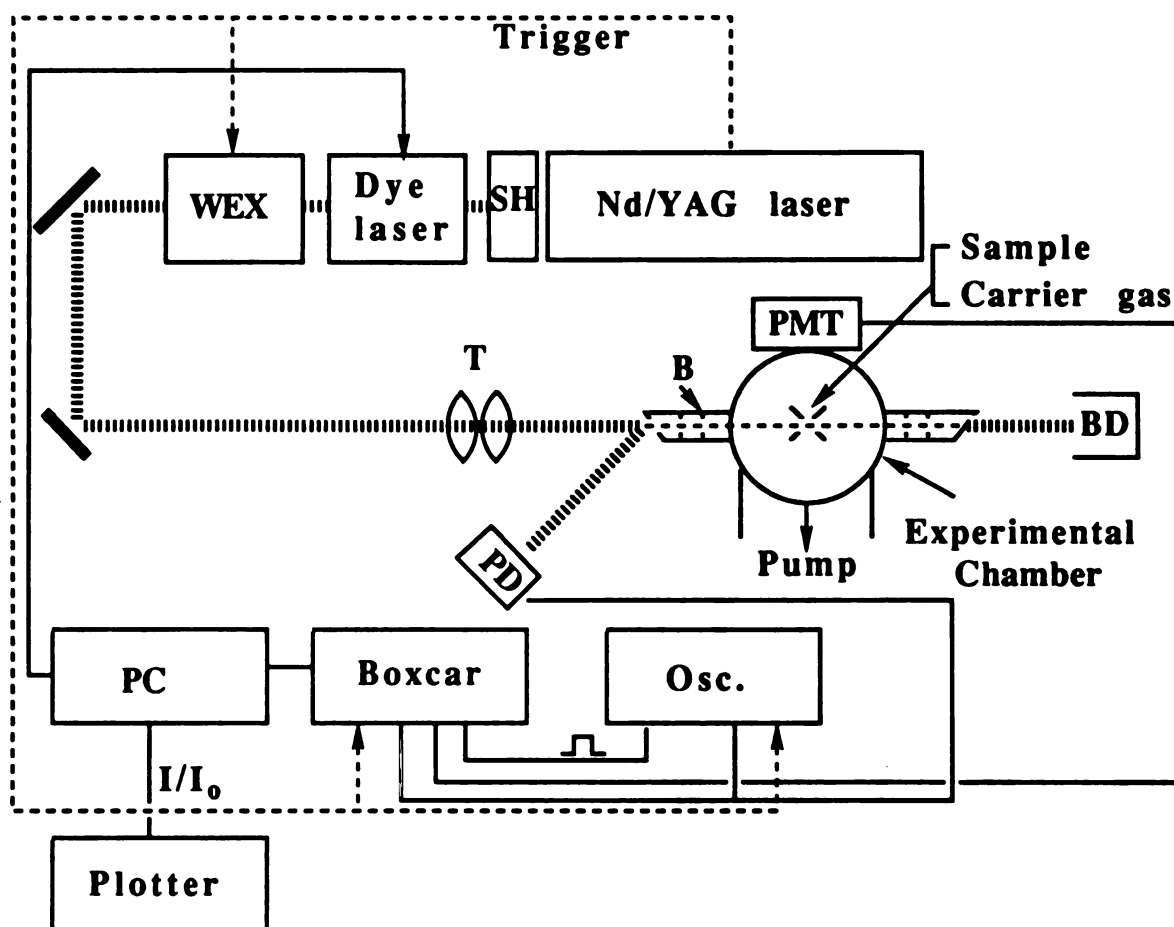 Trigger
WEX
Dye
laser
SH
Nd/YAG laser
Sample
Carrier gas
PMT
T
B
BD
PD
Pump
Experimental
Chamber
PC
Boxcar
Osc.
I/I₀
Plotter